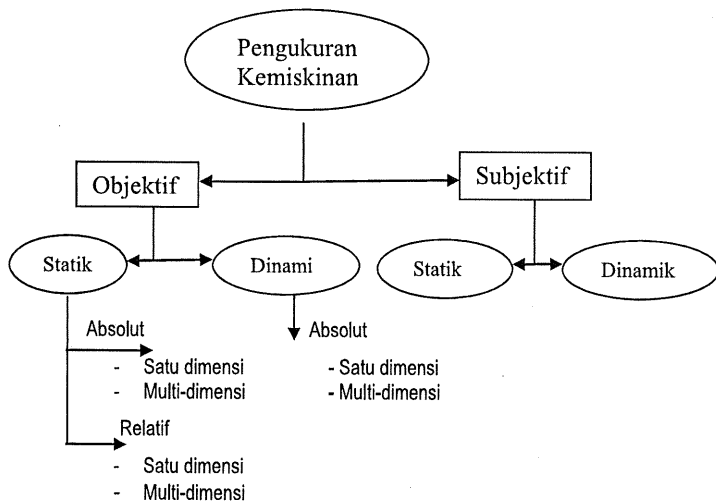 Pengukuran
Kemiskinan
Objektif
Subjektif
Statik
Dinami
Statik
Dinamik
Absolut
- Satu dimensi
- Multi-dimensi
Absolut
- Satu dimensi
- Multi-dimensi
Relatif
- Satu dimensi
- Multi-dimensi